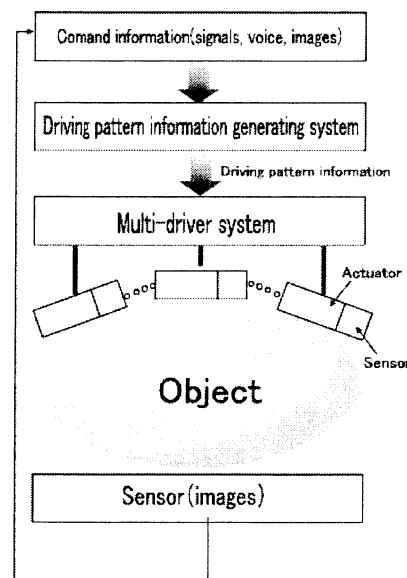 Comand information(signals, voice, images)
Driving pattern information generating system
Driving pattern information
Multi-driver system
Actuator
Sensor
Object
Sensor(images)